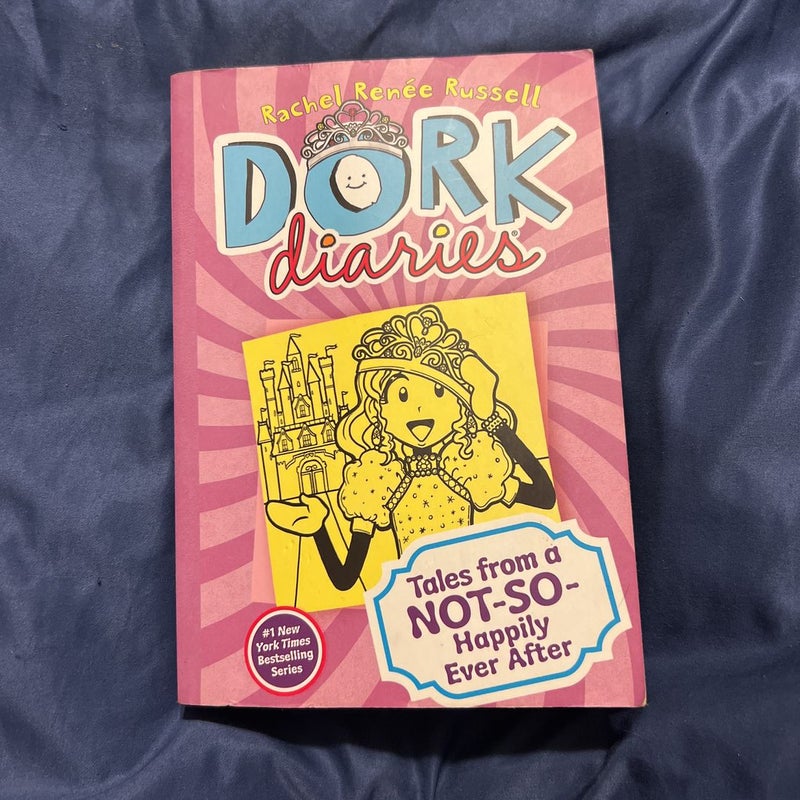 Rachel Renée Russell
DORK
diaries®
Tales from a
NOT-SO-
Happily
Ever After
#1 New
York Times
Bestselling
Series